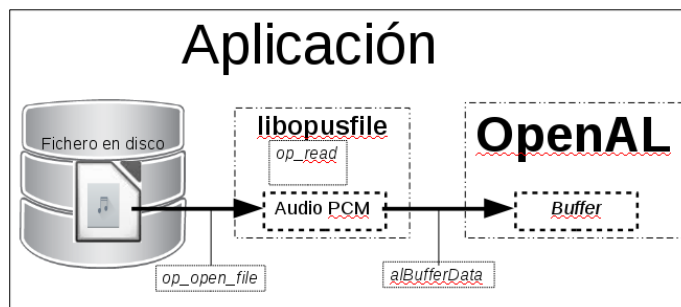 Aplicación
Fichero en disco
libopusfile
op_read
Audio PCM
OpenAL
Buffer
op_open_file
alBufferData